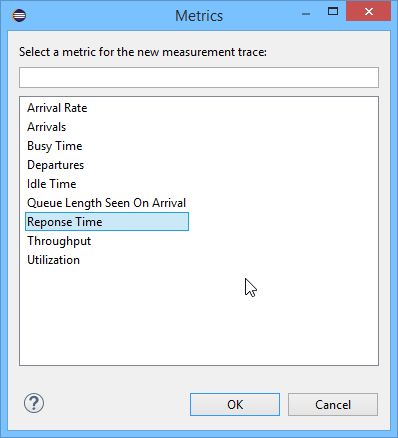 Metrics
Select a metric for the new measurement trace:
Arrival Rate
Arrivals
Busy Time
Departures
Idle Time
Queue Length Seen On Arrival
Reponse Time
Throughput
Utilization
OK
Cancel